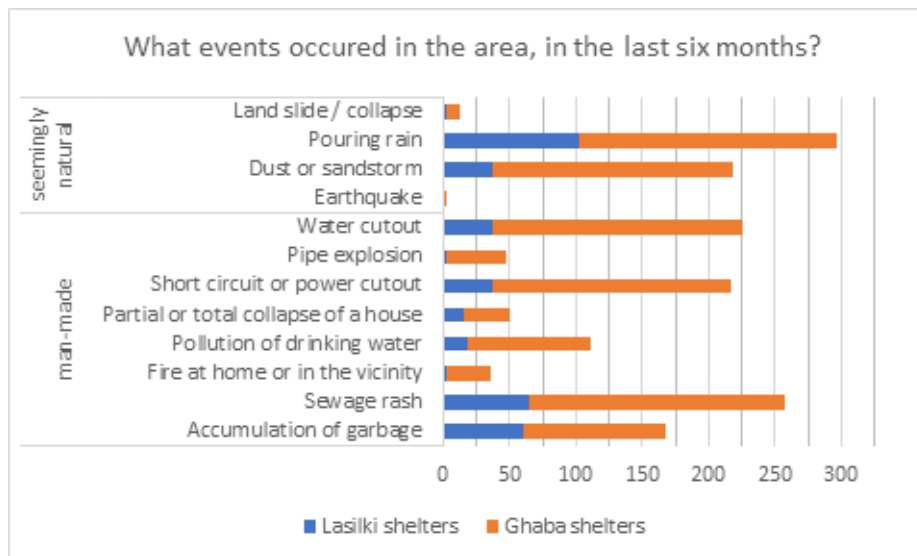 What events occured in the area, in the last six months?
seemingly
natural
Land slide / collapse
Pouring rain
Dust or sandstorm
Earthquake
man-made
Water cutout
Pipe explosion
Short circuit or power cutout
Partial or total collapse of a house
Pollution of drinking water
Fire at home or in the vicinity
Sewage rash
Accumulation of garbage
0 50 100 150 200 250 300
Lasilki shelters Ghaba shelters